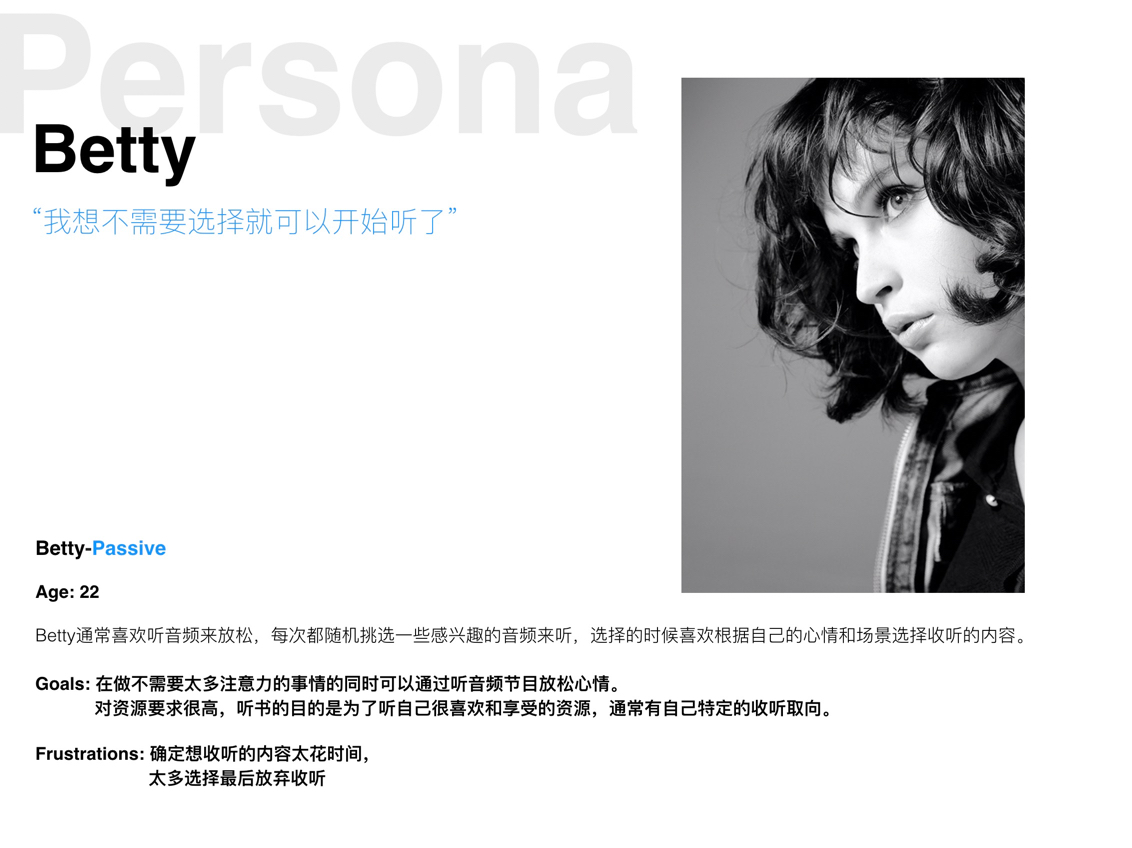 Persona
Betty
“我想不需要选择就可以开始听了”
Betty-Passive
Age: 22
Betty通常喜欢听音频来放松，每次都随机挑选一些感兴趣的音频来听，选择的时候喜欢根据自己的心情和场景选择收听的内容。
Goals: 在做不需要太多注意力的事情的同时可以通过听音频节目放松心情。
对资源要求很高，听书的目的是为了听自己很喜欢和享受的资源，通常有自己特定的收听取向。
Frustrations: 确定想收听的内容太花时间，
太多选择最后放弃收听